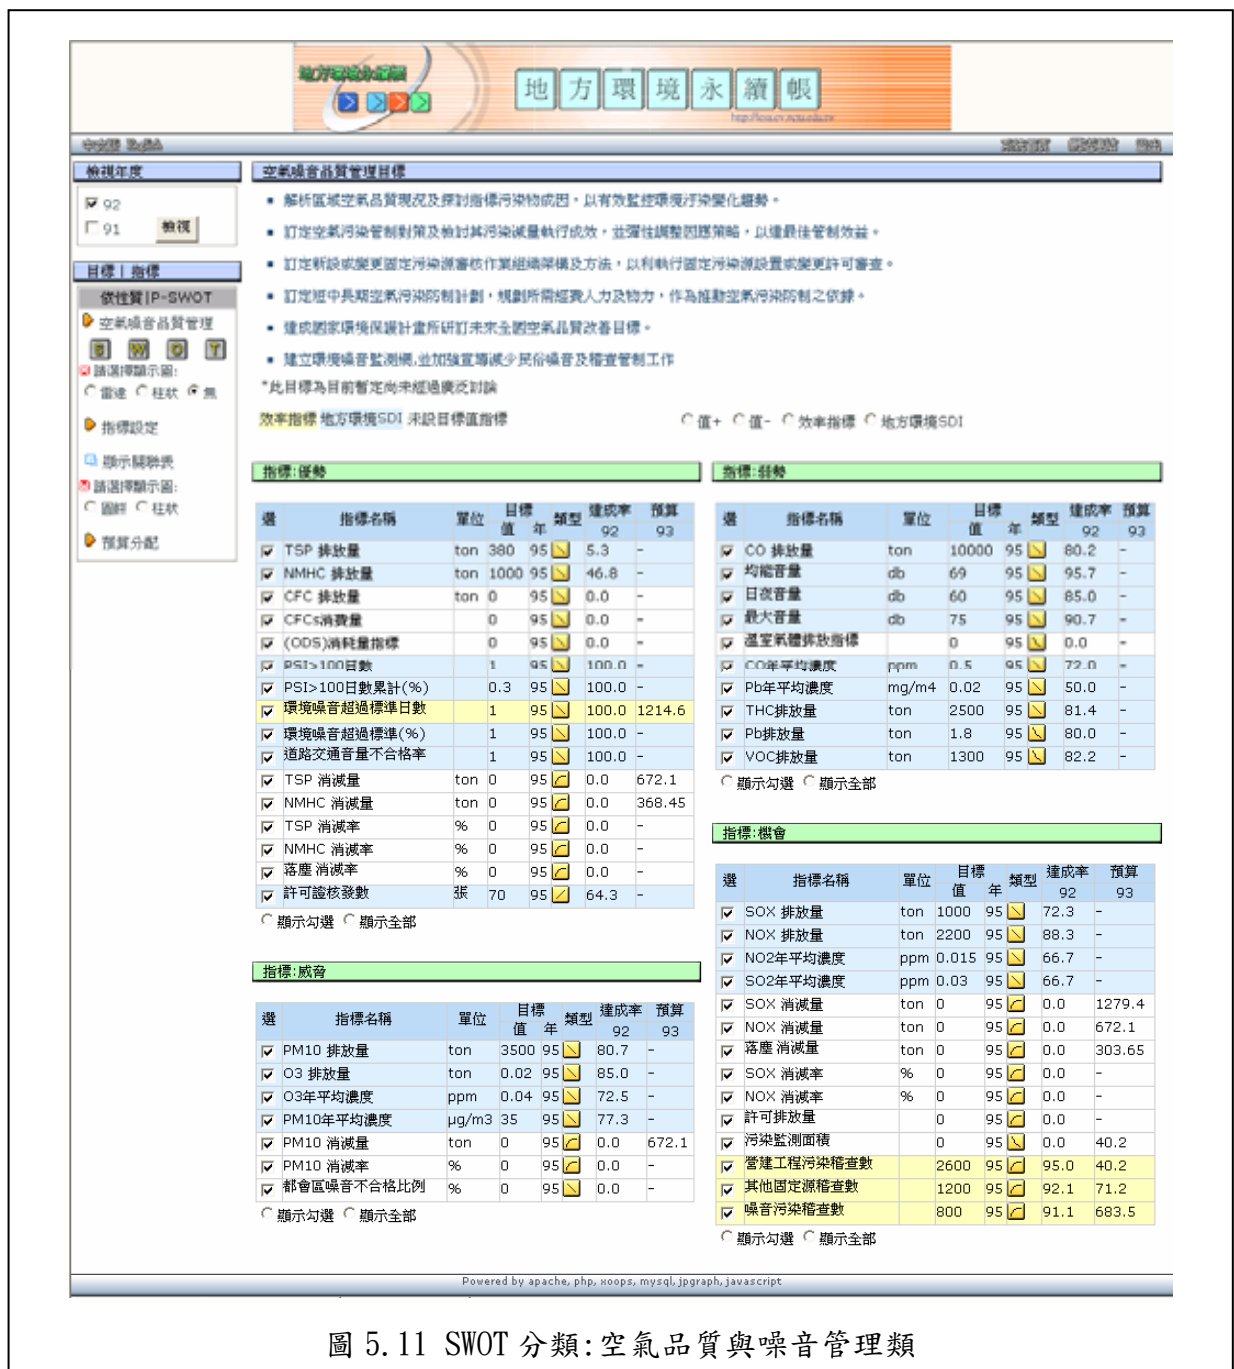 地方環境永續帳
地 方 環 境 永 續 帳
中文版 English
檢視年度
92
91 檢視
目標 | 指標
依性質|P-SWOT
空氣噪音品質管理
S W O T
請選擇顯示圖:
雷達 柱狀 無
指標設定
顯示關聯表
請選擇顯示圖:
圓餅 柱狀
預算分配
空氣噪音品質管理目標
解析區域空氣品質現況及探討指標污染物成因，以有效監控環境汙染變化趨勢。
訂定空氣污染管制對策及檢討其污染減量執行成效，並彈性調整因應策略，以達最佳管制效益。
訂定新設或變更固定污染源審核作業組織架構及方法，以利執行固定污染源設置或變更許可審查。
訂定短中長期空氣污染防制計劃，規劃所需經費人力及物力，作為推動空氣污染防制之依據。
達成國家環境保護計畫所研訂未來全國空氣品質改善目標。
建立環境噪音監測網,並加強宣導減少民俗噪音及稽查管制工作
*此目標為目前暫定尚未經過廣泛討論
效率指標 地方環境SDI 未設目標值指標 值+ 值- 效率指標 地方環境SDI
指標:優勢
選 指標名稱 單位 目標 類型 達成率 預算
值 年 92 93
TSP 排放量 ton 380 95 5.3 -
NMHC 排放量 ton 1000 95 46.8 -
CFC 排放量 ton 0 95 0.0 -
CFCs消費量 0 95 0.0 -
(ODS)消耗量指標 0 95 0.0 -
PSI>100日數 1 95 100.0 -
PSI>100日數累計(%) 0.3 95 100.0 -
環境噪音超過標準日數 1 95 100.0 1214.6
環境噪音超過標準(%) 1 95 100.0 -
道路交通音量不合格率 1 95 100.0 -
TSP 消減量 ton 0 95 0.0 672.1
NMHC 消減量 ton 0 95 0.0 368.45
TSP 消減率 % 0 95 0.0 -
NMHC 消減率 % 0 95 0.0 -
落塵 消減率 % 0 95 0.0 -
許可證核發數 張 70 95 64.3 -
顯示勾選 顯示全部
指標:威脅
選 指標名稱 單位 目標 類型 達成率 預算
值 年 92 93
PM10 排放量 ton 3500 95 80.7 -
O3 排放量 ton 0.02 95 85.0 -
O3年平均濃度 ppm 0.04 95 72.5 -
PM10年平均濃度 μg/m3 35 95 77.3 -
PM10 消減量 ton 0 95 0.0 672.1
PM10 消減率 % 0 95 0.0 -
都會區噪音不合格比例 % 0 95 0.0 -
顯示勾選 顯示全部
指標:弱勢
選 指標名稱 單位 目標 類型 達成率 預算
值 年 92 93
CO 排放量 ton 10000 95 80.2 -
均能音量 db 69 95 95.7 -
日夜音量 db 60 95 85.0 -
最大音量 db 75 95 90.7 -
溫室氣體排放指標 0 95 0.0 -
CO年平均濃度 ppm 0.5 95 72.0 -
Pb年平均濃度 mg/m4 0.02 95 50.0 -
THC排放量 ton 2500 95 81.4 -
Pb排放量 ton 1.8 95 80.0 -
VOC排放量 ton 1300 95 82.2 -
顯示勾選 顯示全部
指標:機會
選 指標名稱 單位 目標 類型 達成率 預算
值 年 92 93
SOX 排放量 ton 1000 95 72.3 -
NOX 排放量 ton 2200 95 88.3 -
NO2年平均濃度 ppm 0.015 95 66.7 -
SO2年平均濃度 ppm 0.03 95 66.7 -
SOX 消減量 ton 0 95 0.0 1279.4
NOX 消減量 ton 0 95 0.0 672.1
落塵 消減量 ton 0 95 0.0 303.65
SOX 消減率 % 0 95 0.0 -
NOX 消減率 % 0 95 0.0 -
許可排放量 0 95 0.0 -
污染監測面積 0 95 0.0 40.2
營建工程污染稽查數 2600 95 95.0 40.2
其他固定源稽查數 1200 95 92.1 71.2
噪音污染稽查數 800 95 91.1 683.5
顯示勾選 顯示全部
Powered by apache, php, xoops, mysql, jpgraph, javascript
圖 5.11 SWOT 分類:空氣品質與噪音管理類